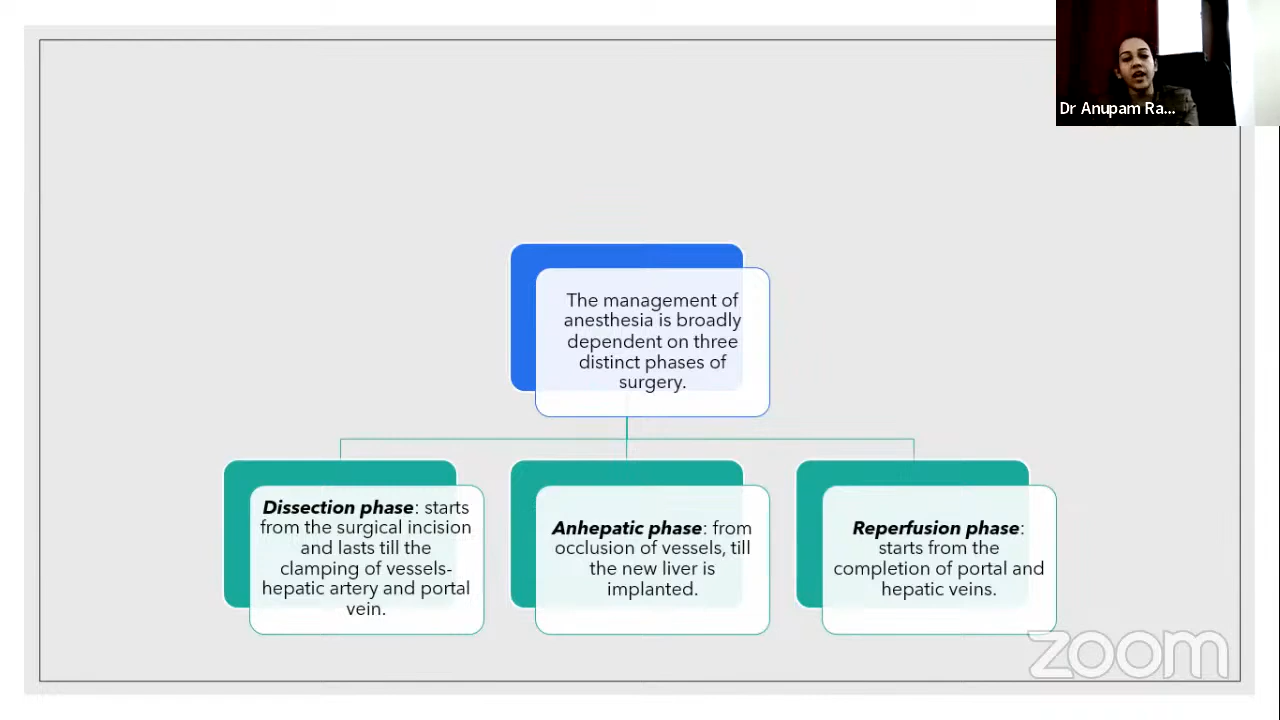 Dr Anupam Ra...
The management of
anesthesia is broadly
dependent on three
distinct phases of
surgery.
Dissection phase: starts
from the surgical incision
and lasts till the
clamping of vessels-
hepatic artery and portal
vein.
Anhepatic phase: from
occlusion of vessels, till
the new liver is
implanted.
Reperfusion phase:
starts from the
completion of portal and
hepatic veins.
zoom